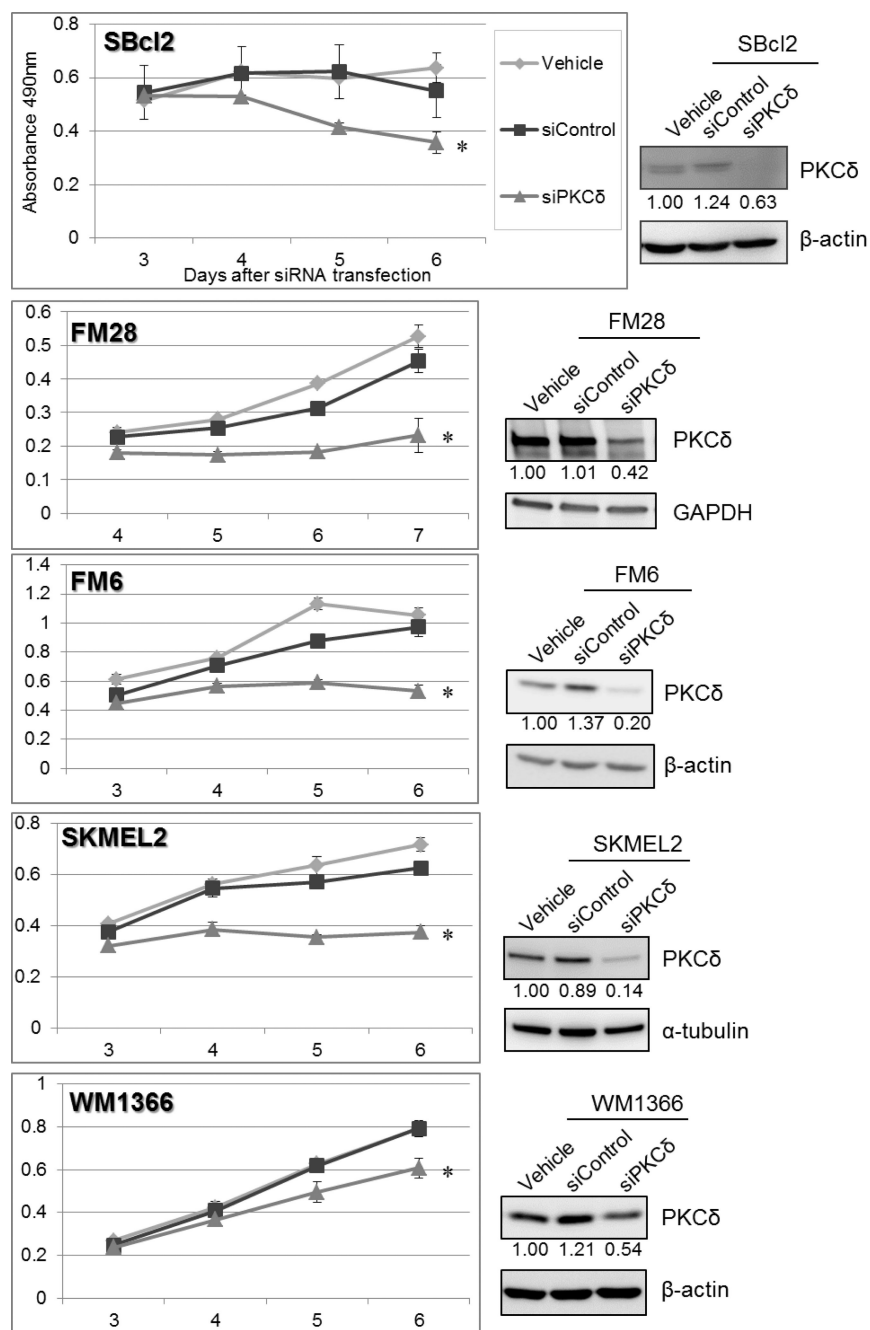 SBcl2
Absorbance 490nm
0.8
0.6
0.4
0.2
0
3 4 5 6
Days after siRNA transfection
Vehicle
siControl
siPKCδ
*
SBcl2
Vehicle siControl siPKCδ
PKCδ
1.00 1.24 0.63
β-actin
FM28
0.6
0.5
0.4
0.3
0.2
0.1
0
4 5 6 7
*
FM28
Vehicle siControl siPKCδ
PKCδ
1.00 1.01 0.42
GAPDH
FM6
1.4
1.2
1
0.8
0.6
0.4
0.2
0
3 4 5 6
*
FM6
Vehicle siControl siPKCδ
PKCδ
1.00 1.37 0.20
β-actin
SKMEL2
0.8
0.6
0.4
0.2
0
3 4 5 6
*
SKMEL2
Vehicle siControl siPKCδ
PKCδ
1.00 0.89 0.14
α-tubulin
WM1366
1
0.8
0.6
0.4
0.2
0
3 4 5 6
*
WM1366
Vehicle siControl siPKCδ
PKCδ
1.00 1.21 0.54
β-actin